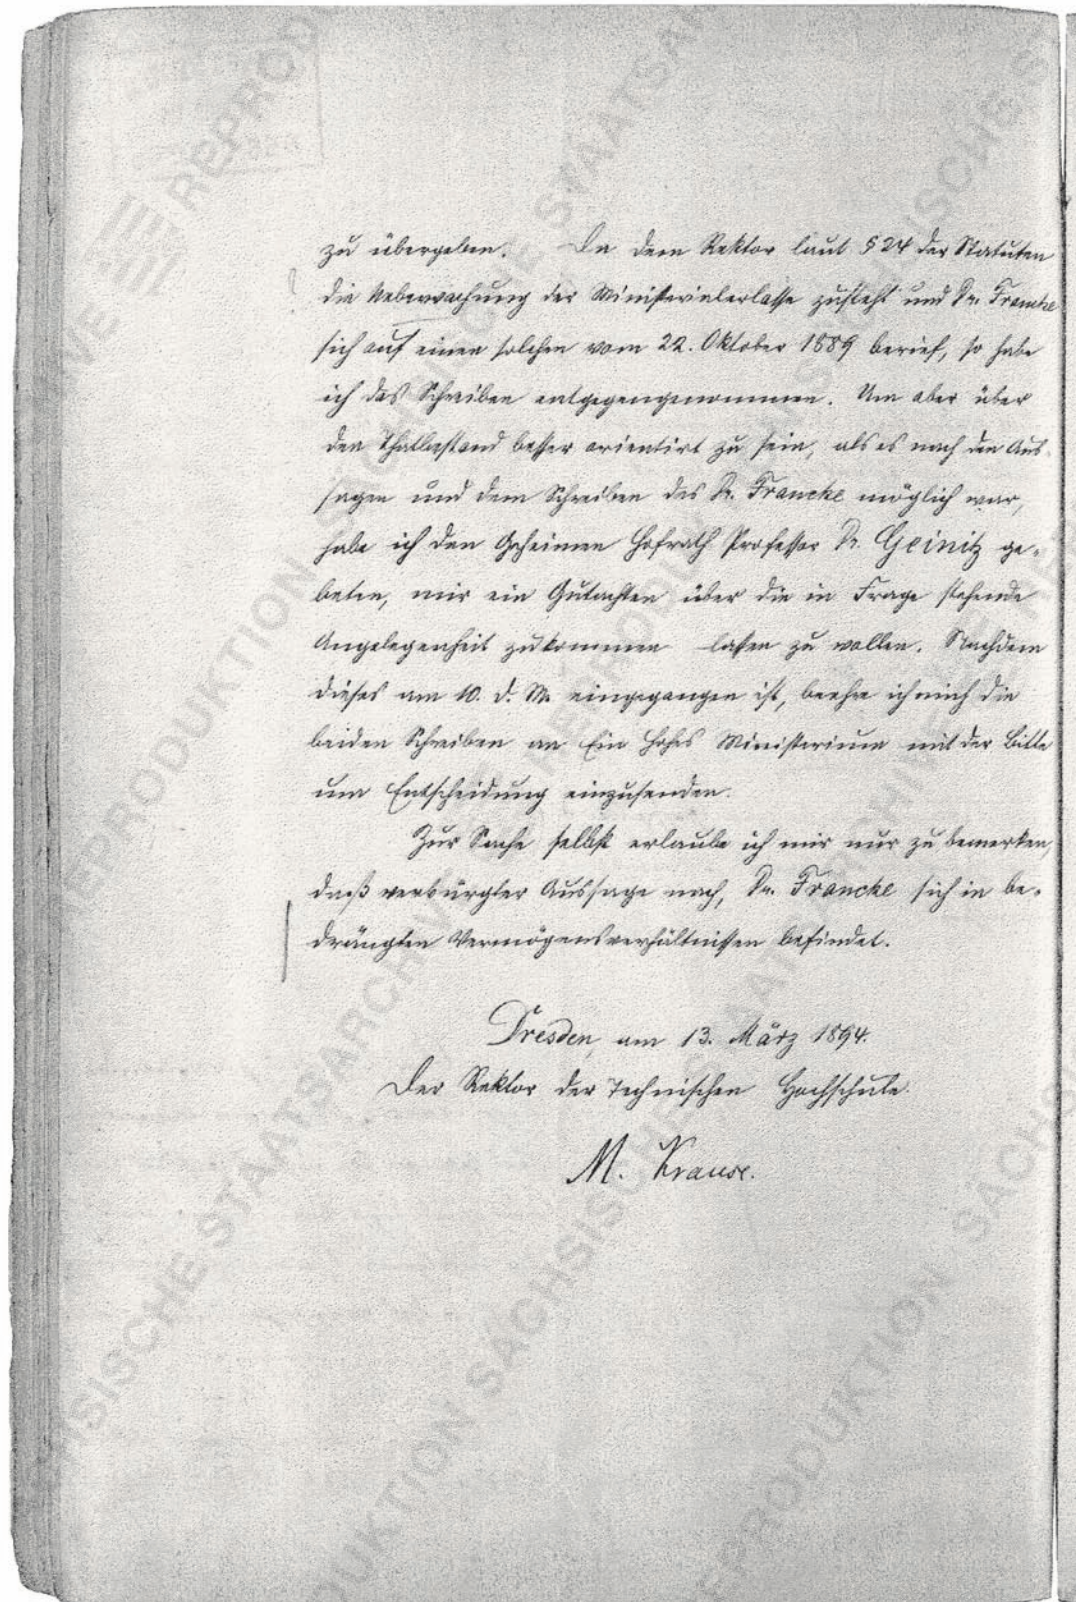 zu übergeben. Da dem Rektor laut § 24 der Statuten
die Ueberwachung der Ministerialerlasse zusteht und Dr. Francke
sich auf einen solchen vom 22. Oktober 1889 berief, so habe
ich das Schreiben entgegengenommen. Um aber über
den Thatbestand besser orientirt zu sein, als es nach den Aus-
sagen und dem Schreiben des Dr. Francke möglich war,
habe ich den Geheimen Hofrath Professor Dr. Geinitz ge-
beten, mir ein Gutachten über die in Frage stehende
Angelegenheit zukommen lassen zu wollen. Nachdem
dieses am 10. d. M. eingegangen ist, beehre ich mich die
beiden Schreiben an Ein Hohes Ministerium mit der Bitte
um Entscheidung einzusenden.
Zur Sache selbst erlaube ich mir nur zu bemerken,
daß verbürgter Aussage nach, Dr. Francke sich in be-
drängten Vermögensverhältnissen befindet.
Dresden, am 13. März 1894.
Der Rektor der Technischen Hochschule.
M. Krause.